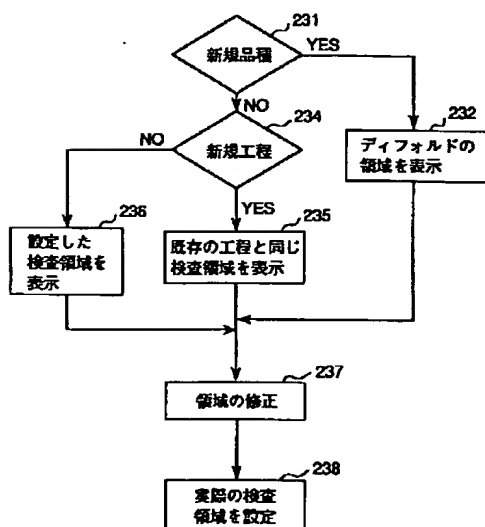 231
新規品種
YES
NO
234
232
新規工程
NO
ディフォルドの
領域を表示
YES
236
235
設定した
検査領域を
表示
既存の工程と同じ
検査領域を表示
237
領域の修正
238
実際の検査
領域を設定